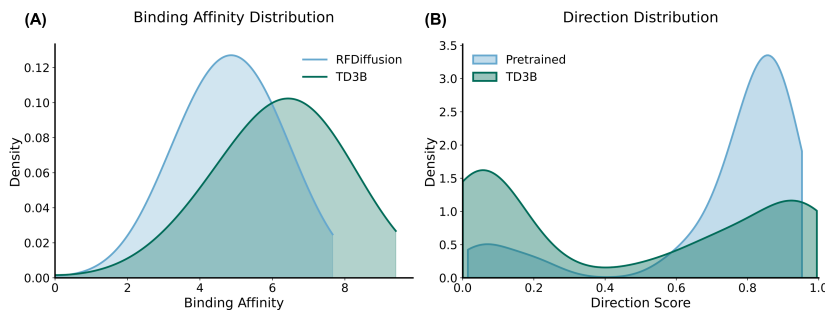 (A)
Binding Affinity Distribution
RFDiffusion
TD3B
Density
0.12
0.10
0.08
0.06
0.04
0.02
0.00
0
2
4
6
8
Binding Affinity
(B)
Direction Distribution
Pretrained
TD3B
Density
3.5
3.0
2.5
2.0
1.5
1.0
0.5
0.0
0.0
0.2
0.4
0.6
0.8
1.0
Direction Score